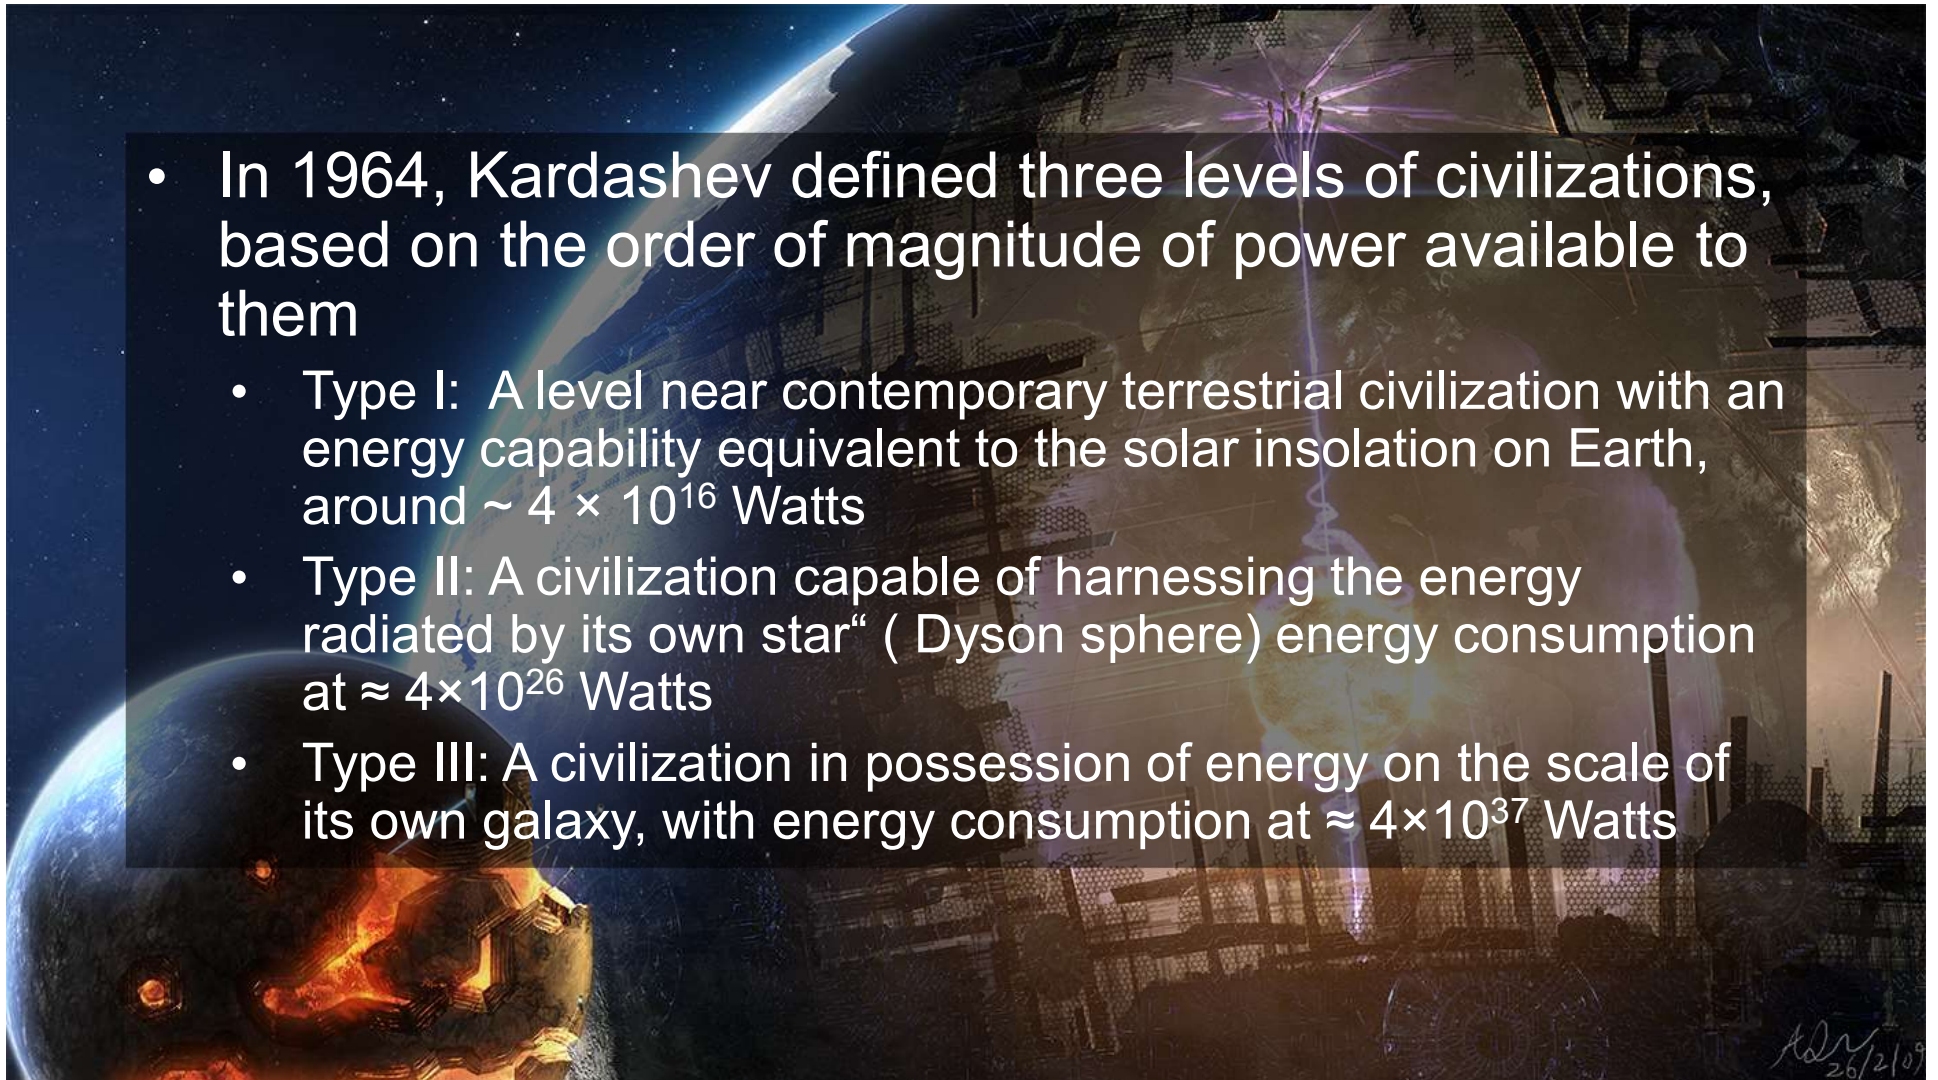 • In 1964, Kardashev defined three levels of civilizations,
based on the order of magnitude of power available to
them
• Type I:  A level near contemporary terrestrial civilization with an
energy capability equivalent to the solar insolation on Earth,
around ~ 4 × 10¹⁶ Watts
• Type II: A civilization capable of harnessing the energy
radiated by its own star“ ( Dyson sphere) energy consumption
at ≈ 4×10²⁶ Watts
• Type III: A civilization in possession of energy on the scale of
its own galaxy, with energy consumption at ≈ 4×10³⁷ Watts
26/2/09